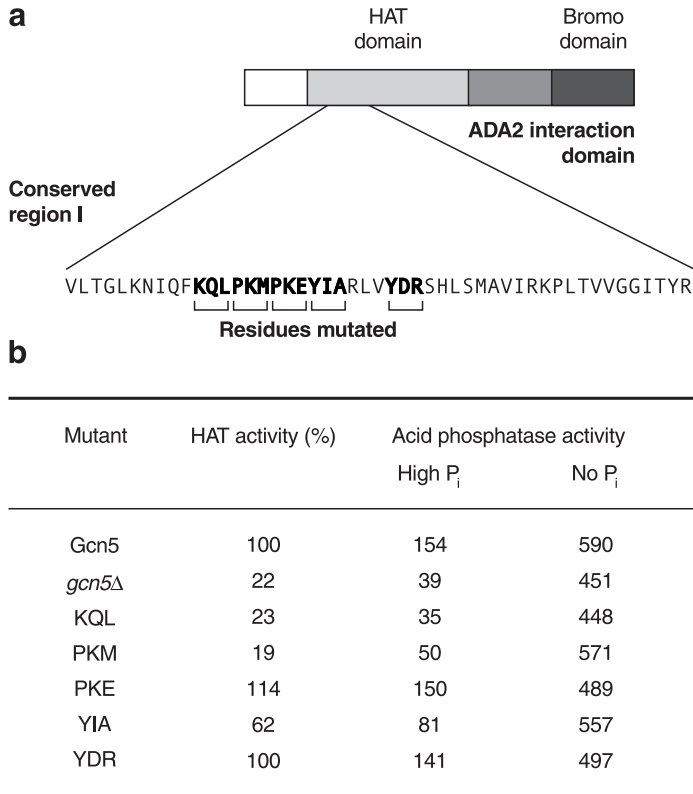 a
HAT
domain
Bromo
domain
ADA2 interaction
domain
Conserved
region I
VLTGLKNIQFKQLPKMPKEYIARLVYDRSHLSMAVIRKPLTVVGGITYR
Residues mutated
b
Mutant HAT activity (%) Acid phosphatase activity
High Pi No Pi
Gcn5 100 154 590
gcn5Δ 22 39 451
KQL 23 35 448
PKM 19 50 571
PKE 114 150 489
YIA 62 81 557
YDR 100 141 497